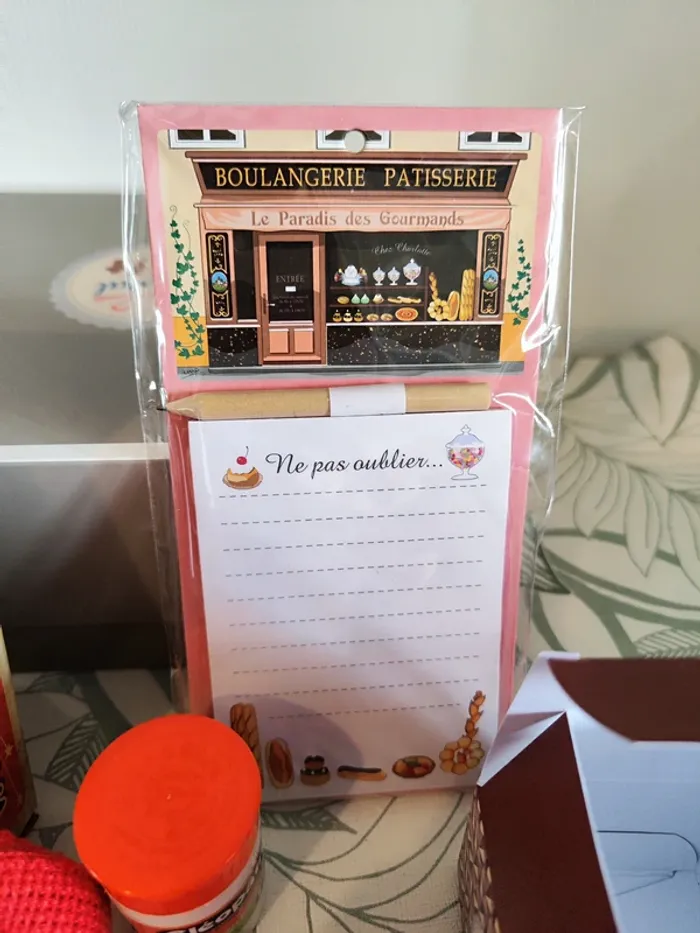 BOULANGERIE PATISSERIE
Le Paradis des Gourmands
Chez Charlotte
ENTRÉE
Ne pas oublier...